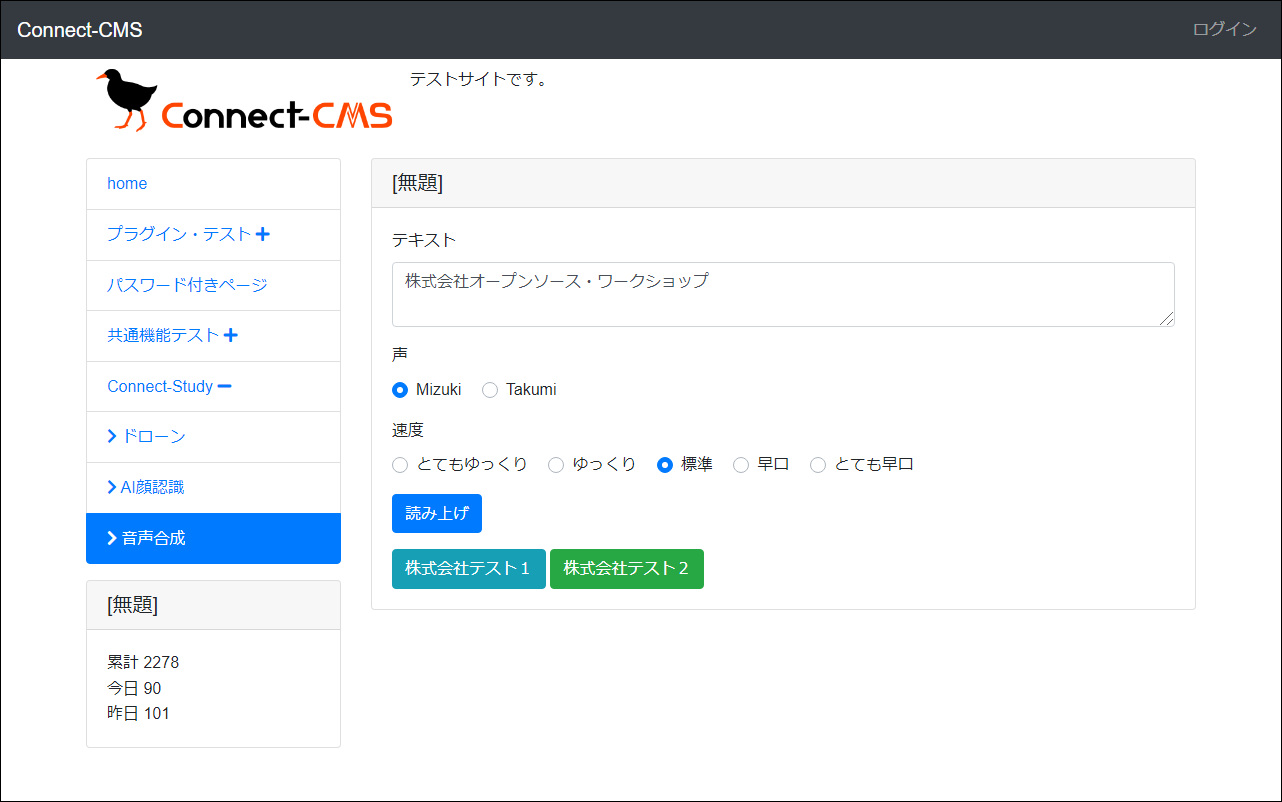 Connect-CMS
ログイン
Connect-CMS
テストサイトです。
home
プラグイン・テスト
パスワード付きページ
共通機能テスト
Connect-Study
ドローン
AI顔認識
音声合成
[無題]
累計 2278
今日 90
昨日 101
[無題]
テキスト
株式会社オープンソース・ワークショップ
声
Mizuki Takumi
速度
とてもゆっくり ゆっくり 標準 早口 とても早口
読み上げ
株式会社テスト１ 株式会社テスト２